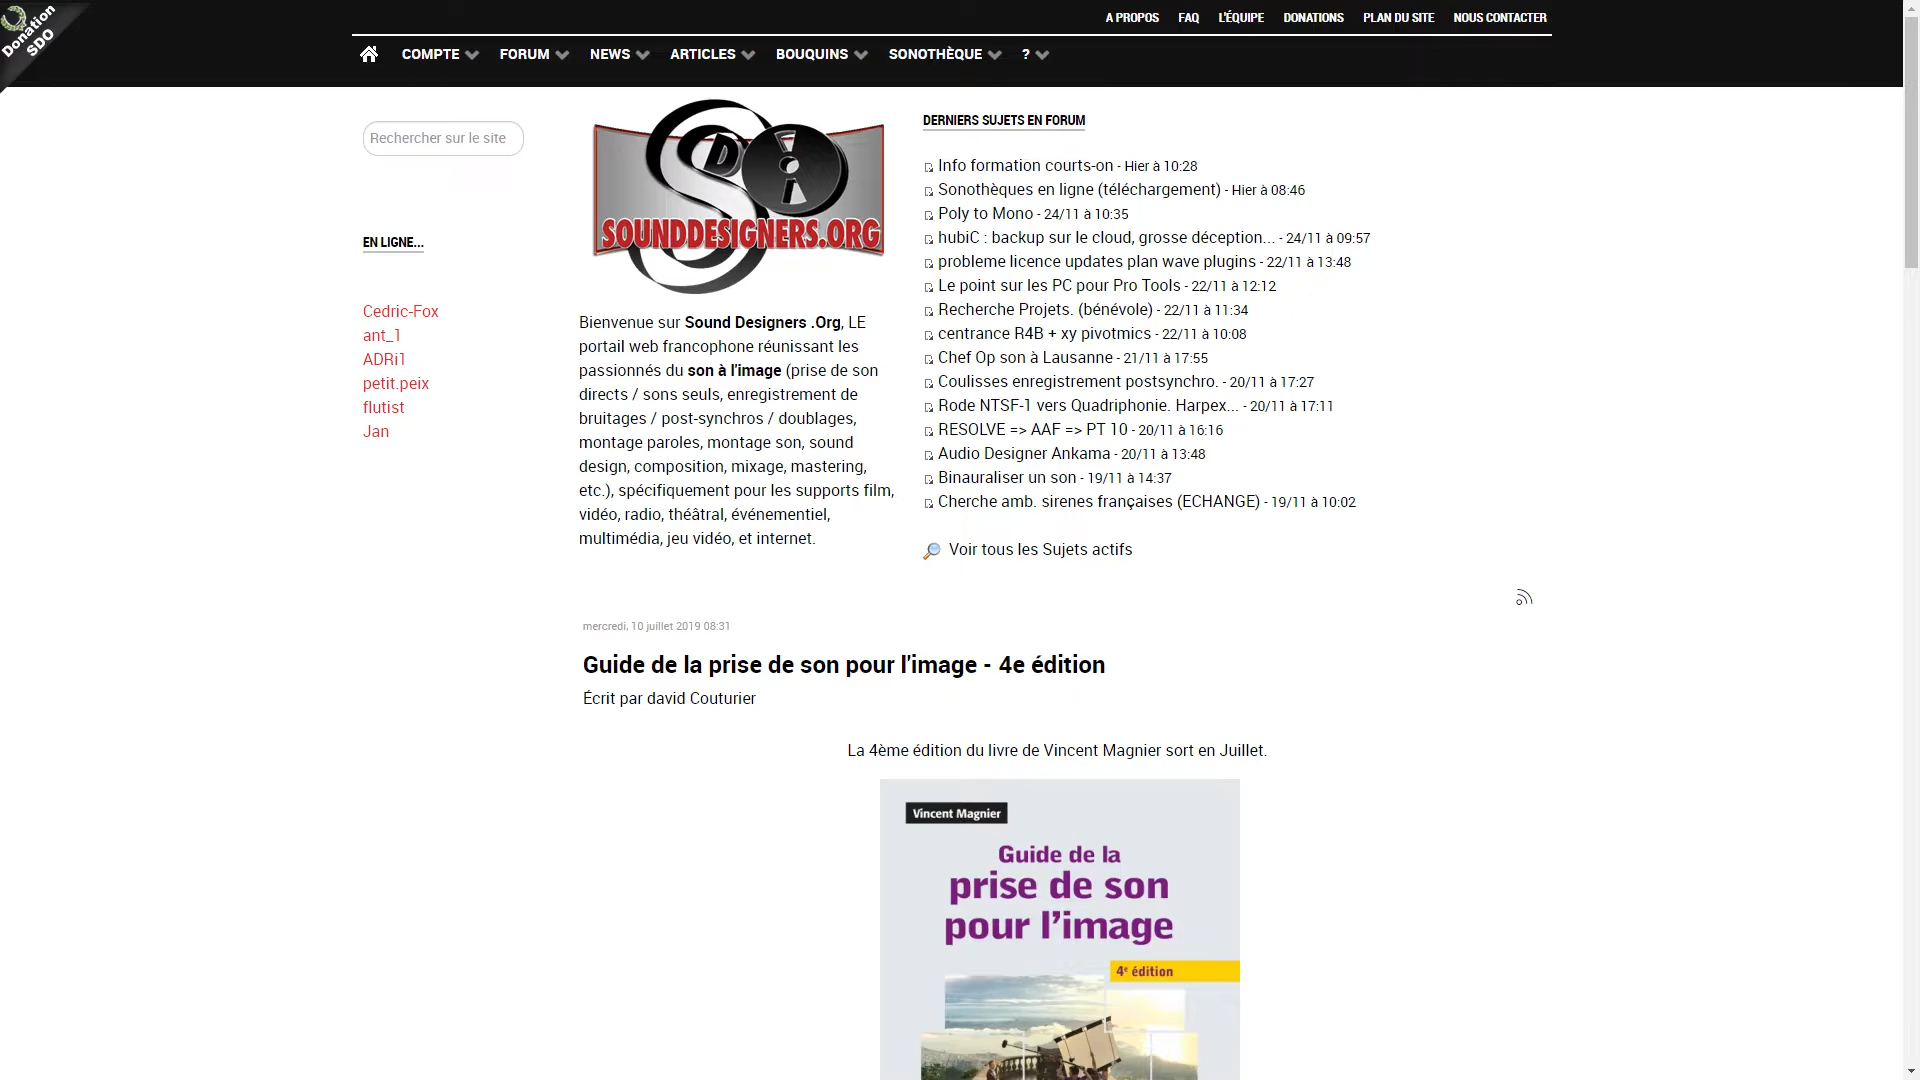 Donation
SDO
A PROPOS FAQ L'ÉQUIPE DONATIONS PLAN DU SITE NOUS CONTACTER
COMPTE FORUM NEWS ARTICLES BOUQUINS SONOTHÈQUE ?
Rechercher sur le site
EN LIGNE...
Cedric-Fox
ant_1
ADRi1
petit.peix
flutist
Jan
SD
SOUNDDESIGNERS.ORG
Bienvenue sur Sound Designers .Org, LE
portail web francophone réunissant les
passionnés du son à l'image (prise de son
directs / sons seuls, enregistrement de
bruitages / post-synchros / doublages,
montage paroles, montage son, sound
design, composition, mixage, mastering,
etc.), spécifiquement pour les supports film,
vidéo, radio, théâtral, événementiel,
multimédia, jeu vidéo, et internet.
DERNIERS SUJETS EN FORUM
Info formation courts-on - Hier à 10:28
Sonothèques en ligne (téléchargement) - Hier à 08:46
Poly to Mono - 24/11 à 10:35
hubiC : backup sur le cloud, grosse déception... - 24/11 à 09:57
probleme licence updates plan wave plugins - 22/11 à 13:48
Le point sur les PC pour Pro Tools - 22/11 à 12:12
Recherche Projets. (bénévole) - 22/11 à 11:34
centrance R4B + xy pivotmics - 22/11 à 10:08
Chef Op son à Lausanne - 21/11 à 17:55
Coulisses enregistrement postsynchro. - 20/11 à 17:27
Rode NTSF-1 vers Quadriphonie. Harpex... - 20/11 à 17:11
RESOLVE => AAF => PT 10 - 20/11 à 16:16
Audio Designer Ankama - 20/11 à 13:48
Binauraliser un son - 19/11 à 14:37
Cherche amb. sirenes françaises (ECHANGE) - 19/11 à 10:02
Voir tous les Sujets actifs
mercredi, 10 juillet 2019 08:31
Guide de la prise de son pour l'image - 4e édition
Écrit par david Couturier
La 4ème édition du livre de Vincent Magnier sort en Juillet.
Vincent Magnier
Guide de la
prise de son
pour l'image
4e édition